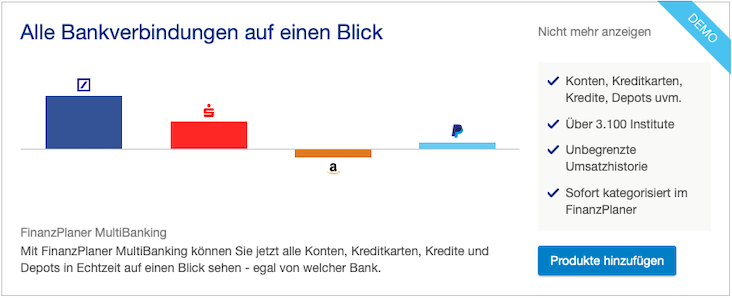 Alle Bankverbindungen auf einen Blick
Nicht mehr anzeigen
DEMO
Konten, Kreditkarten,
Kredite, Depots uvm.
Über 3.100 Institute
Unbegrenzte
Umsatzhistorie
Sofort kategorisiert im
FinanzPlaner
a
FinanzPlaner MultiBanking
Mit FinanzPlaner MultiBanking können Sie jetzt alle Konten, Kreditkarten, Kredite und
Depots in Echtzeit auf einen Blick sehen - egal von welcher Bank.
Produkte hinzufügen